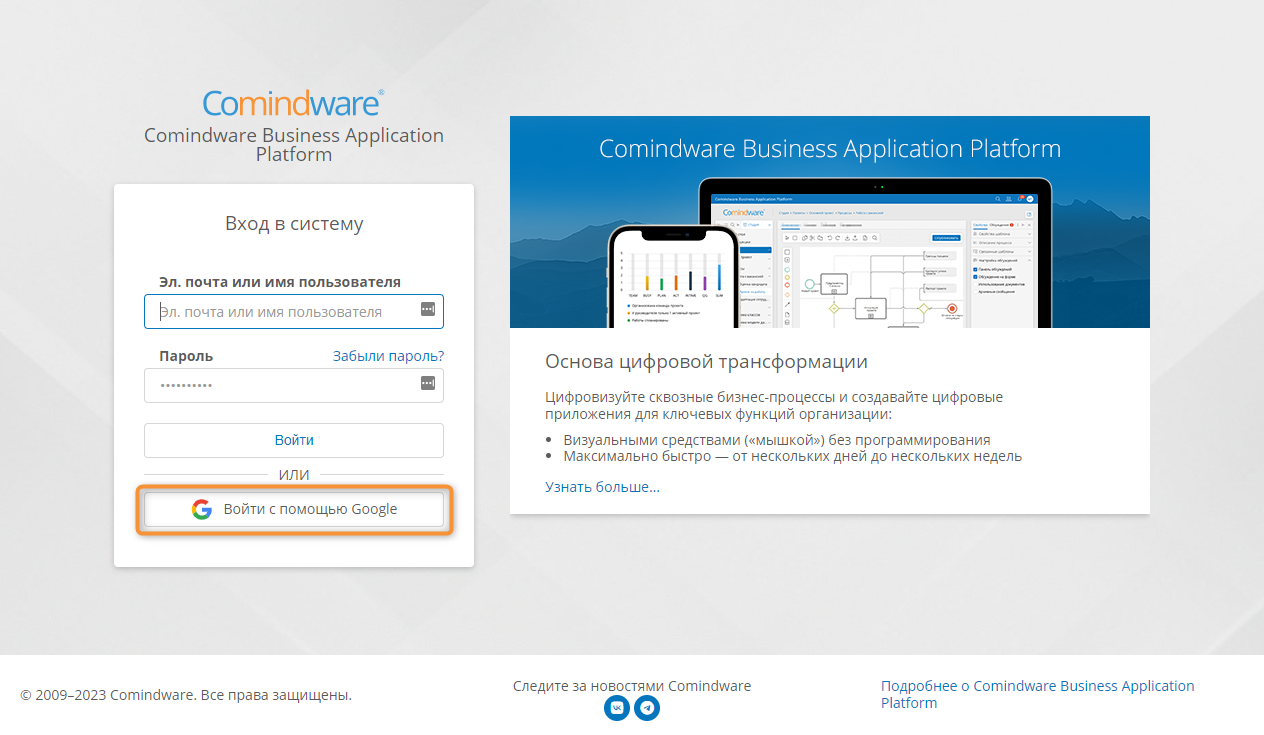 Comindware®
Comindware Business Application
Platform
Вход в систему
Эл. почта или имя пользователя
Эл. почта или имя пользователя
Пароль
Забыли пароль?
Войти
ИЛИ
Войти с помощью Google
Comindware Business Application Platform
Основа цифровой трансформации
Цифровизуйте сквозные бизнес-процессы и создавайте цифровые
приложения для ключевых функций организации:
• Визуальными средствами («мышкой») без программирования
• Максимально быстро — от нескольких дней до нескольких недель
Узнать больше...
© 2009–2023 Comindware. Все права защищены.
Следите за новостями Comindware
Подробнее о Comindware Business Application
Platform